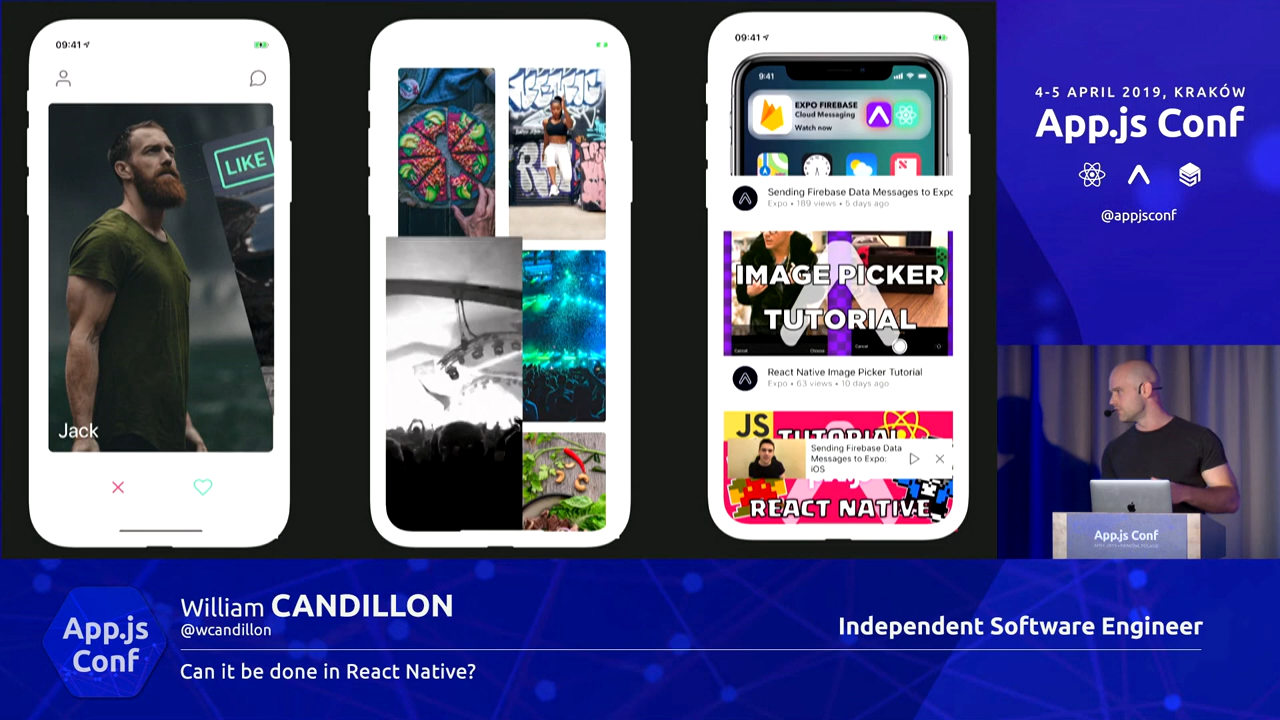 09:41
LIKE
Jack
09:41
9:41
EXPO FIREBASE
Cloud Messaging
Watch now
Sending Firebase Data Messages to Expo
Expo • 189 views • 5 days ago
IMAGE PICKER
TUTORIAL
Cancel
Choose
Cancel
React Native Image Picker Tutorial
Expo • 63 views • 10 days ago
JS
TUTORIAL
Sending Firebase Data
Messages to Expo:
iOS
REACT NATIVE
4-5 APRIL 2019, KRAKÓW
App.js Conf
@appjsconf
App.js Conf
App.js
Conf
William CANDILLON
@wcandillon
Independent Software Engineer
Can it be done in React Native?